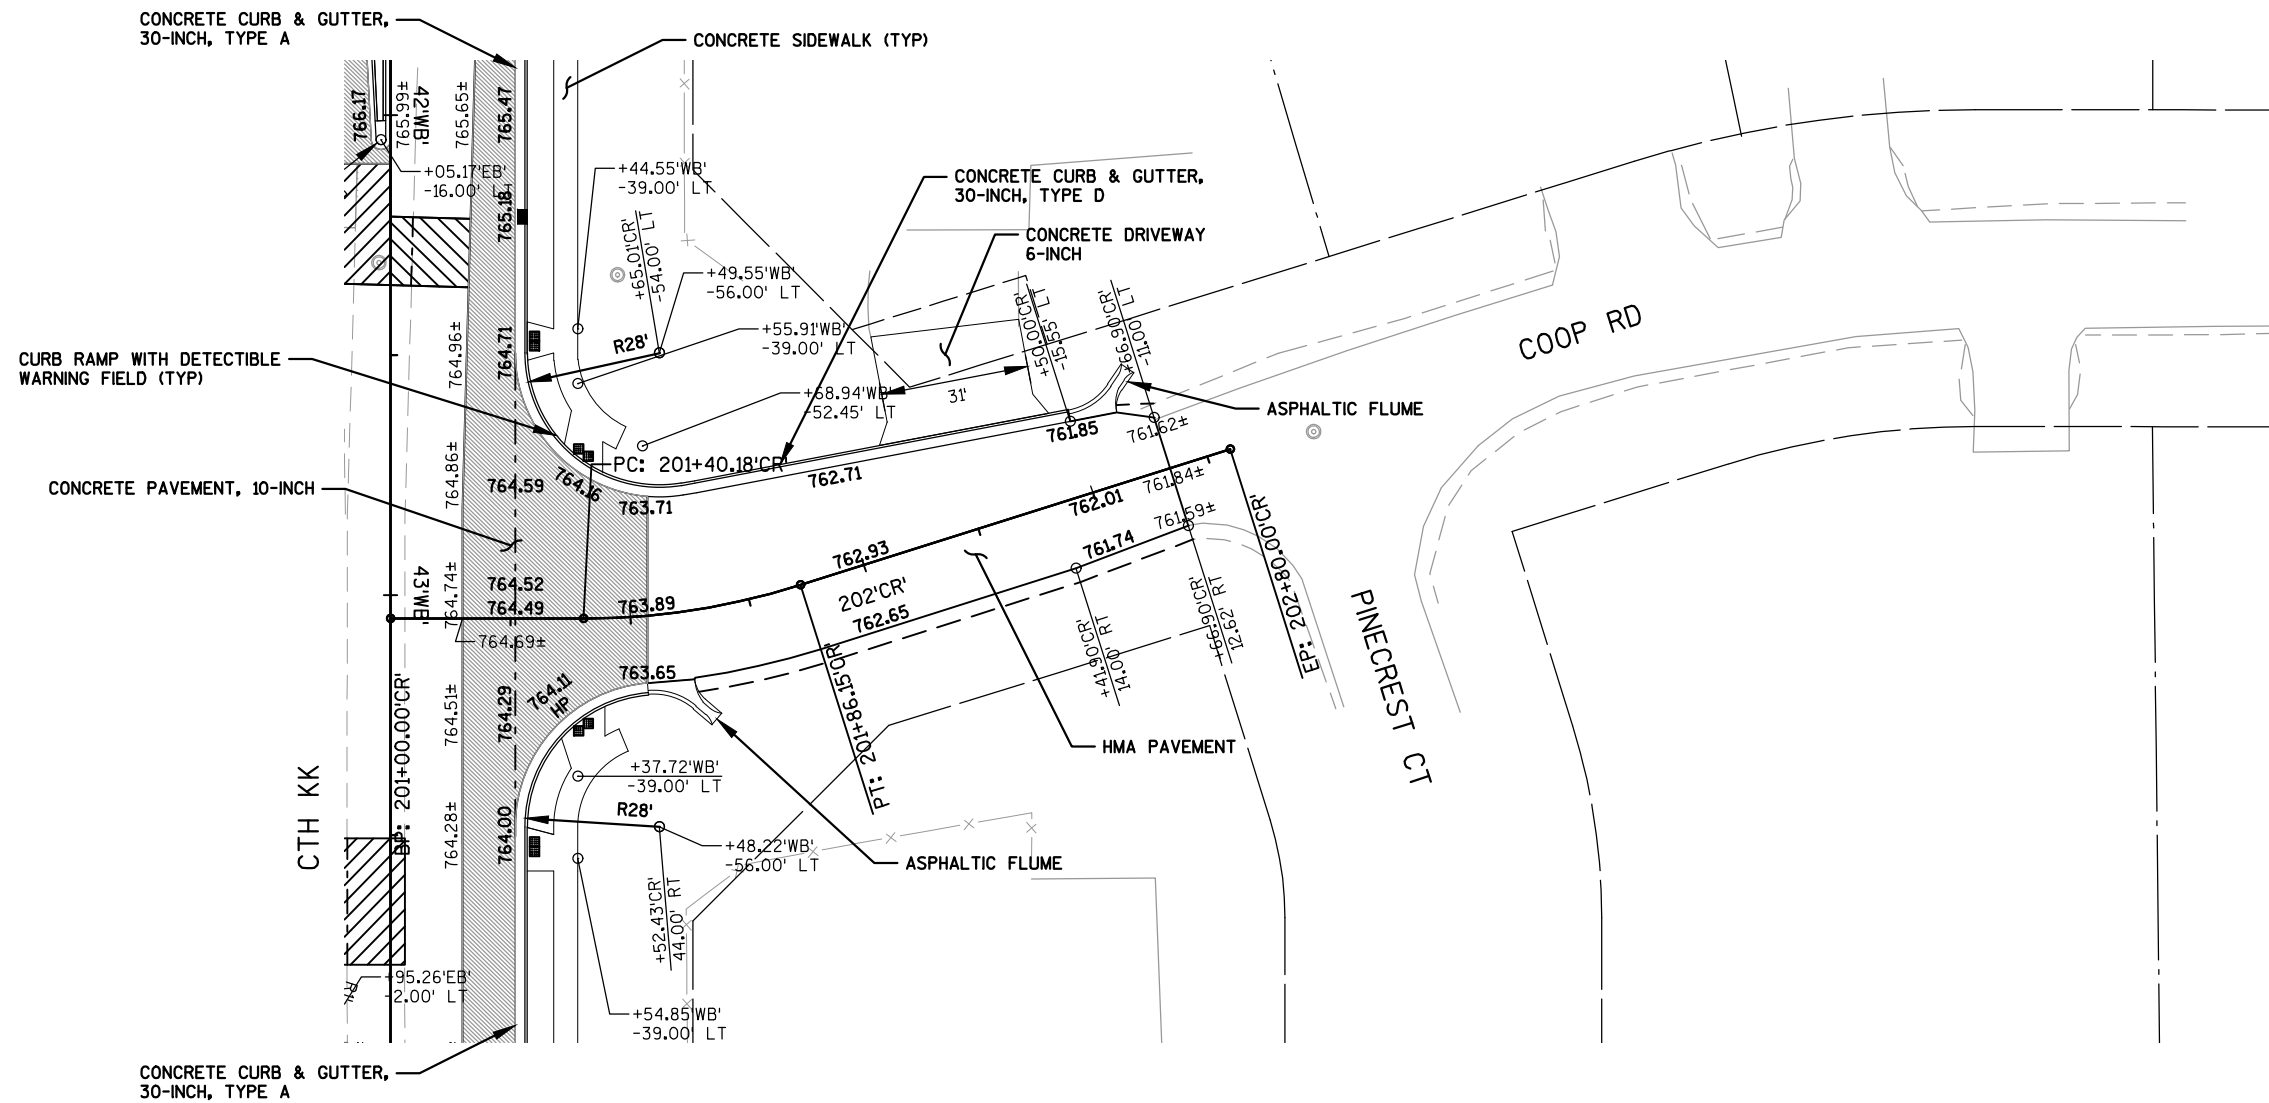 CONCRETE CURB & GUTTER,
30-INCH, TYPE A
CONCRETE SIDEWALK (TYP)
766.17
765.99±
42'WB'
765.65±
765.47
+05.17'EB'
-16.00' LT
765.18
+44.55'WB'
-39.00' LT
CONCRETE CURB & GUTTER,
30-INCH, TYPE D
+65.01'CR'
-54.00' LT
CONCRETE DRIVEWAY
6-INCH
+49.55'WB'
-56.00' LT
+50.00'CR'
-15.55' LT
+66.90'CR'
-11.00' LT
COOP RD
764.96±
764.71
R28'
+55.91'WB'
-39.00' LT
CURB RAMP WITH DETECTIBLE
WARNING FIELD (TYP)
+68.94'WB'
-52.45' LT
31'
ASPHALTIC FLUME
761.85
761.62±
PC: 201+40.18'CR'
762.71
764.86±
CONCRETE PAVEMENT, 10-INCH
764.59
764.16
763.71
761.84±
762.01
761.59±
761.74
762.93
EP: 202+80.00'CR'
43'WB'
764.74±
764.52
764.49
763.89
202'CR'
762.65
764.69±
+41.90'CR'
14.00' RT
+66.90'CR'
12.62' RT
PINECREST CT
763.65
764.11
HP
BP: 201+00.00'CR'
764.51±
764.29
PT: 201+86.15'CR'
HMA PAVEMENT
CTH KK
+37.72'WB'
-39.00' LT
R28'
764.28±
764.00
+48.22'WB'
-56.00' LT
ASPHALTIC FLUME
+52.43'CR'
44.00' RT
+95.26'EB'
-2.00' LT
+54.85'WB'
-39.00' LT
CONCRETE CURB & GUTTER,
30-INCH, TYPE A